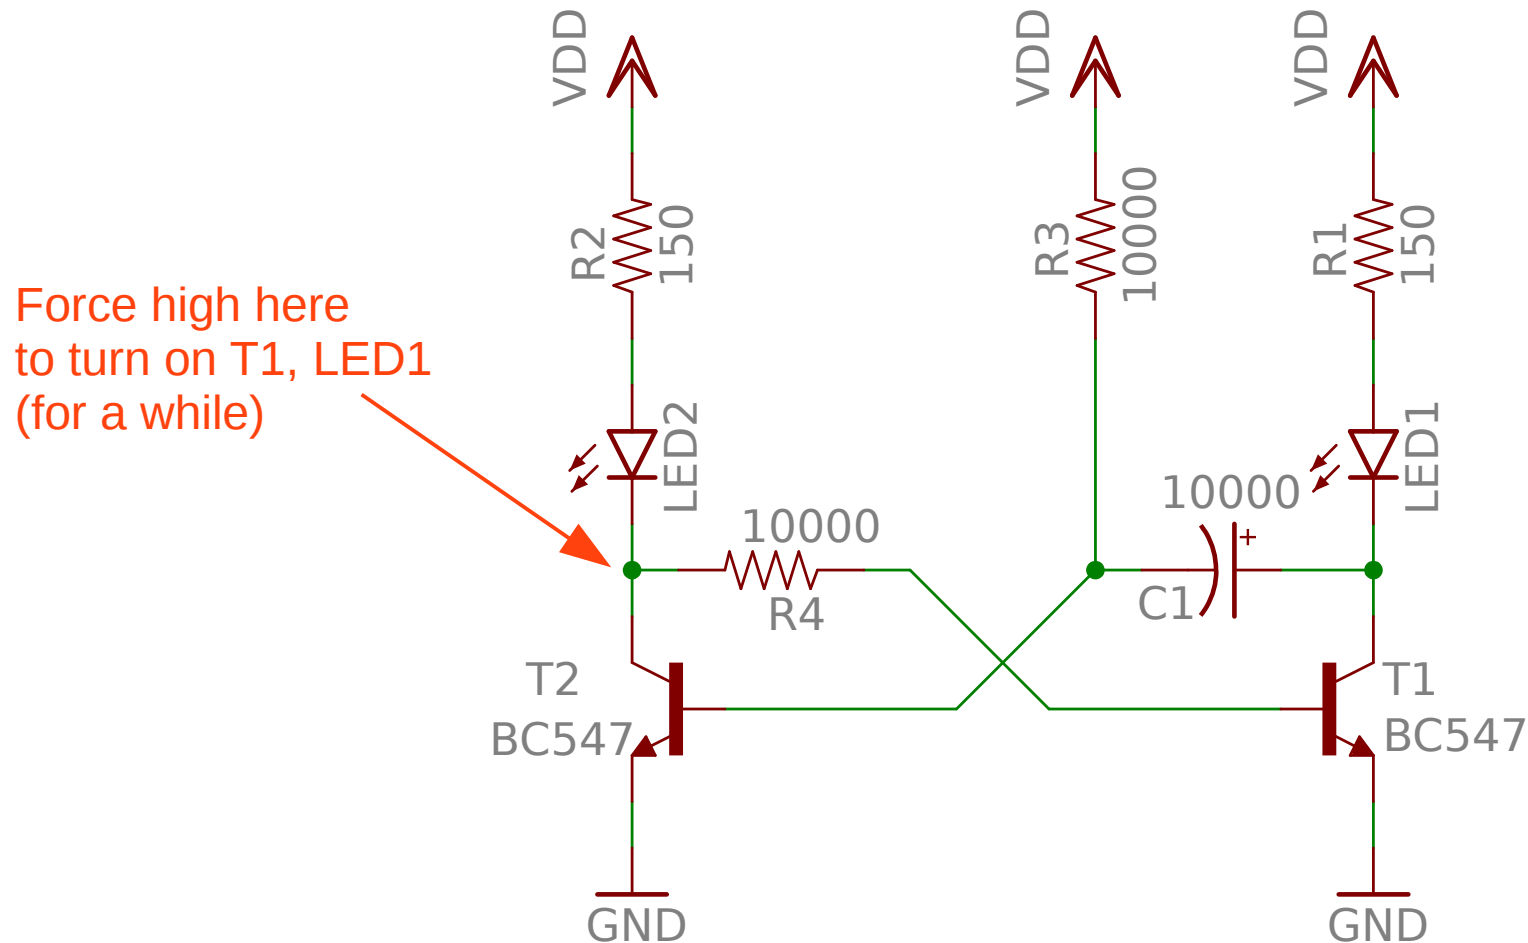 VDD
VDD
VDD
R2
150
R3
10000
R1
150
Force high here
to turn on T1, LED1
(for a while)
LED2
LED1
10000
+
10000
R4
C1
T2
BC547
T1
BC547
GND
GND